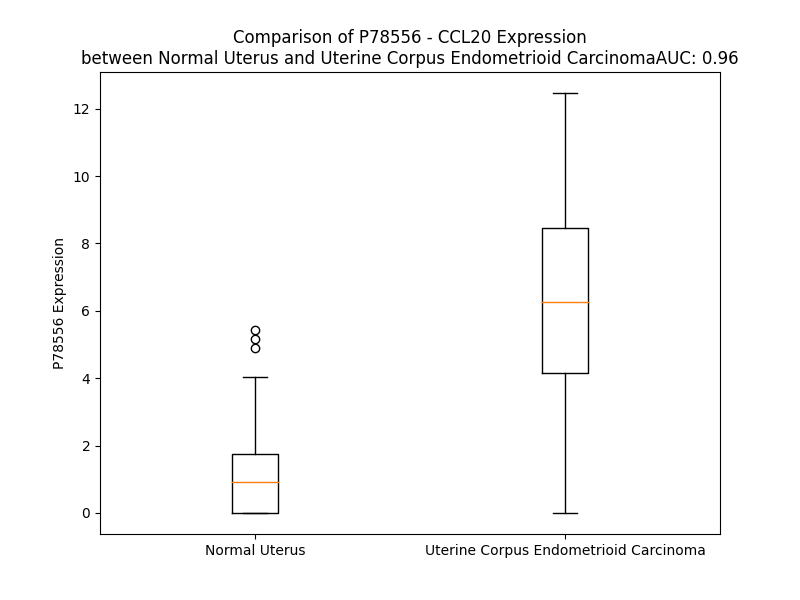 Comparison of P78556 - CCL20 Expression
between Normal Uterus and Uterine Corpus Endometrioid CarcinomaAUC: 0.96
12
10
8
6
4
2
0
P78556 Expression
Normal Uterus
Uterine Corpus Endometrioid Carcinoma